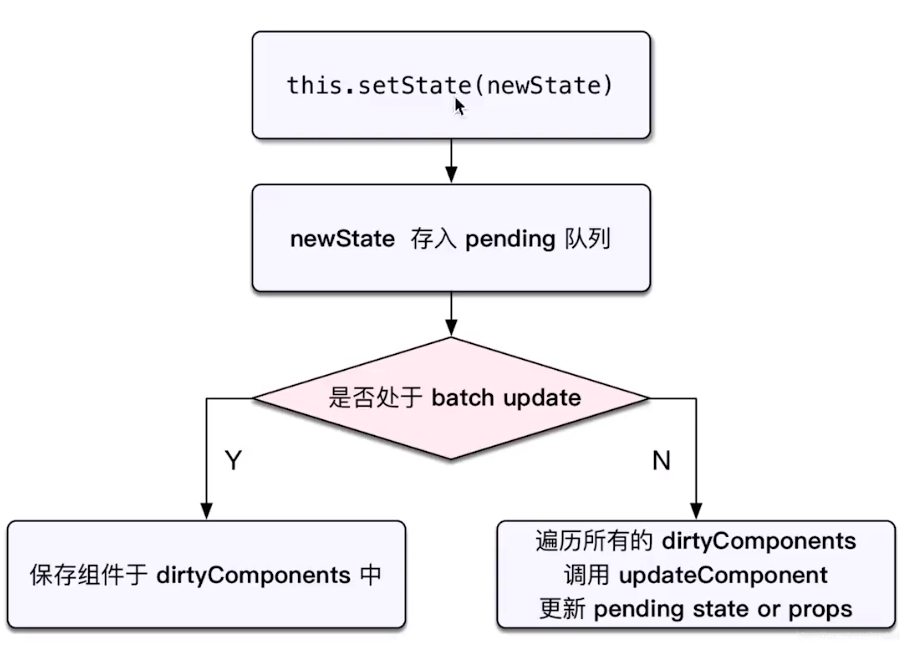 this.setState(newState)
newState 存入 pending 队列
是否处于 batch update
Y
N
保存组件于 dirtyComponents 中
遍历所有的 dirtyComponents
调用 updateComponent
更新 pending state or props